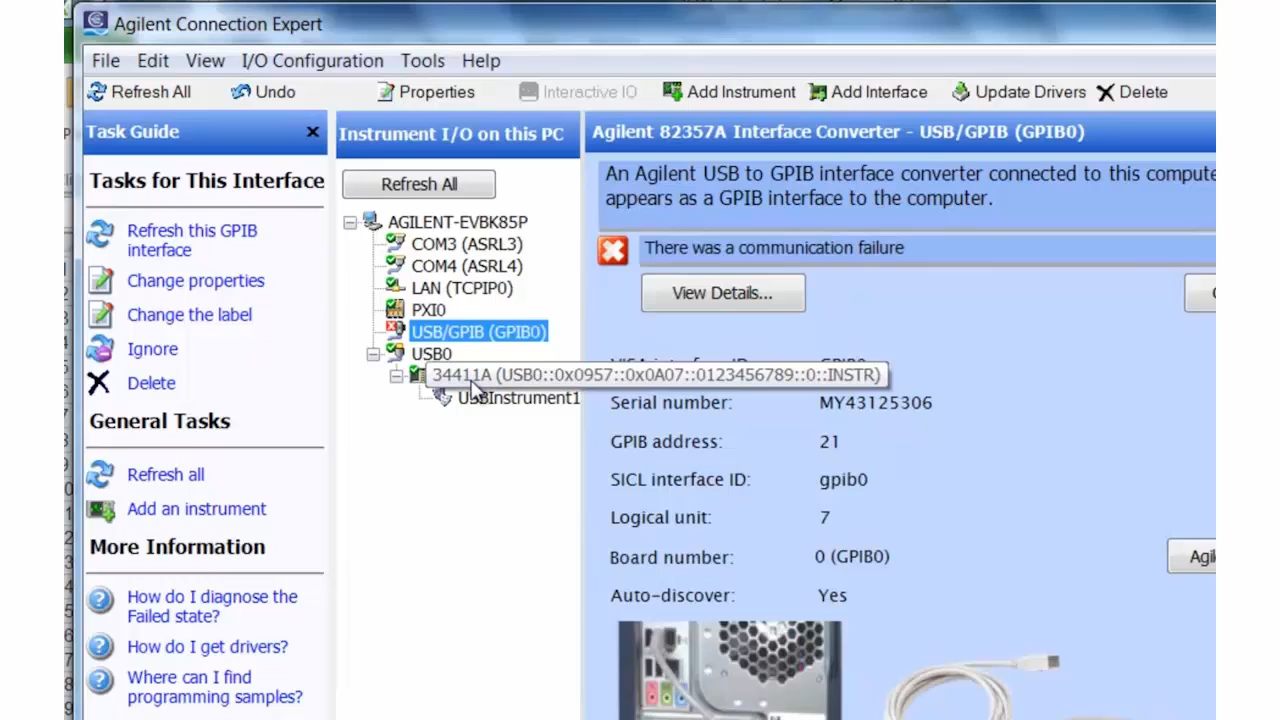 Agilent Connection Expert
File Edit View I/O Configuration Tools Help
Refresh All Undo Properties Interactive IO Add Instrument Add Interface Update Drivers Delete
Task Guide
Tasks for This Interface
Refresh this GPIB
interface
Change properties
Change the label
Ignore
Delete
General Tasks
Refresh all
Add an instrument
More Information
How do I diagnose the
Failed state?
How do I get drivers?
Where can I find
programming samples?
Instrument I/O on this PC
Refresh All
AGILENT-EVBK85P
COM3 (ASRL3)
COM4 (ASRL4)
LAN (TCPIP0)
PXI0
USB/GPIB (GPIB0)
USB0
34411A (USB0::0x0957::0x0A07::0123456789::0::INSTR)
USBInstrument1
Agilent 82357A Interface Converter - USB/GPIB (GPIB0)
An Agilent USB to GPIB interface converter connected to this compute
appears as a GPIB interface to the computer.
There was a communication failure
View Details...
Serial number: MY43125306
GPIB address: 21
SICL interface ID: gpib0
Logical unit: 7
Board number: 0 (GPIB0)
Agil
Auto-discover: Yes